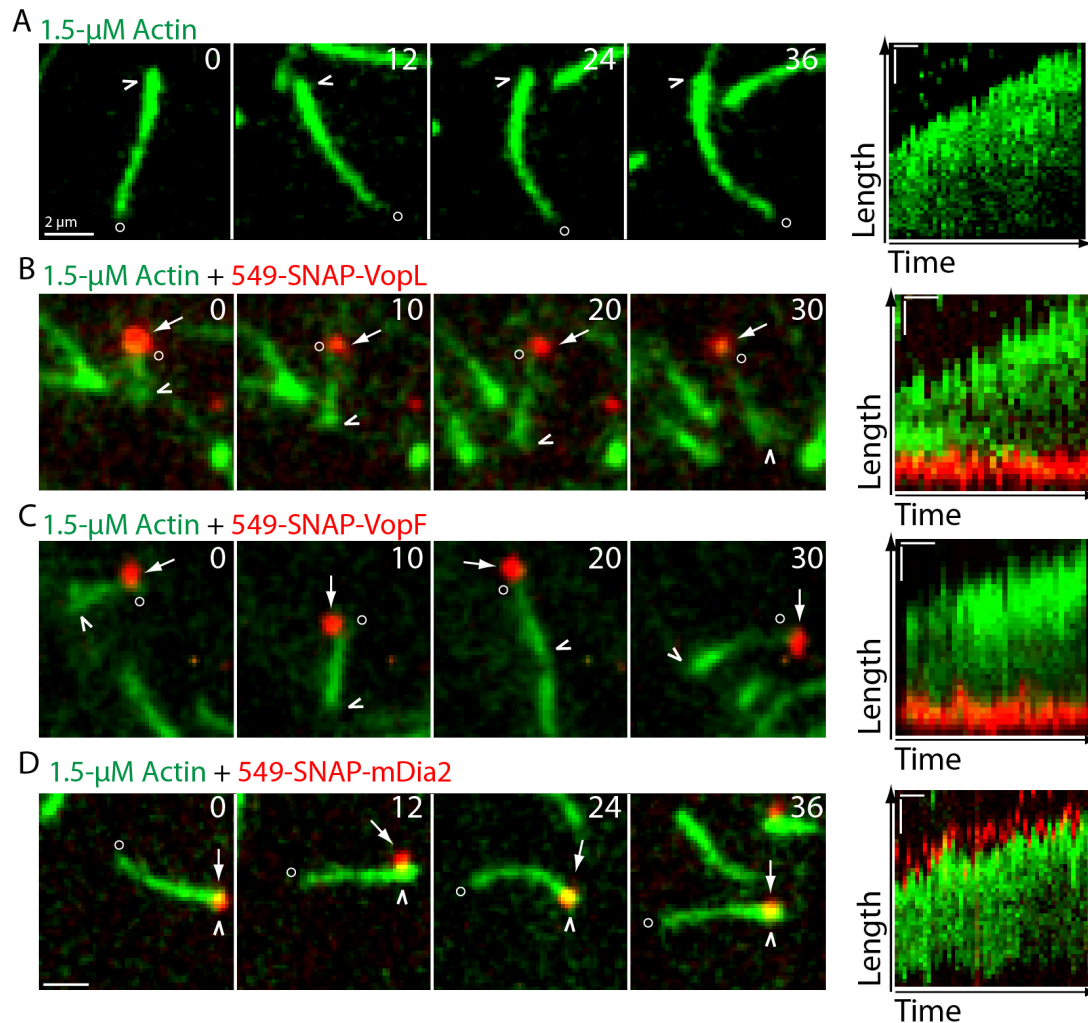 A
1.5-µM Actin
0
12
24
36
2 µm
Length
Time
B
1.5-µM Actin + 549-SNAP-VopL
0
10
20
30
Length
Time
C
1.5-µM Actin + 549-SNAP-VopF
0
10
20
30
Length
Time
D
1.5-µM Actin + 549-SNAP-mDia2
0
12
24
36
Length
Time